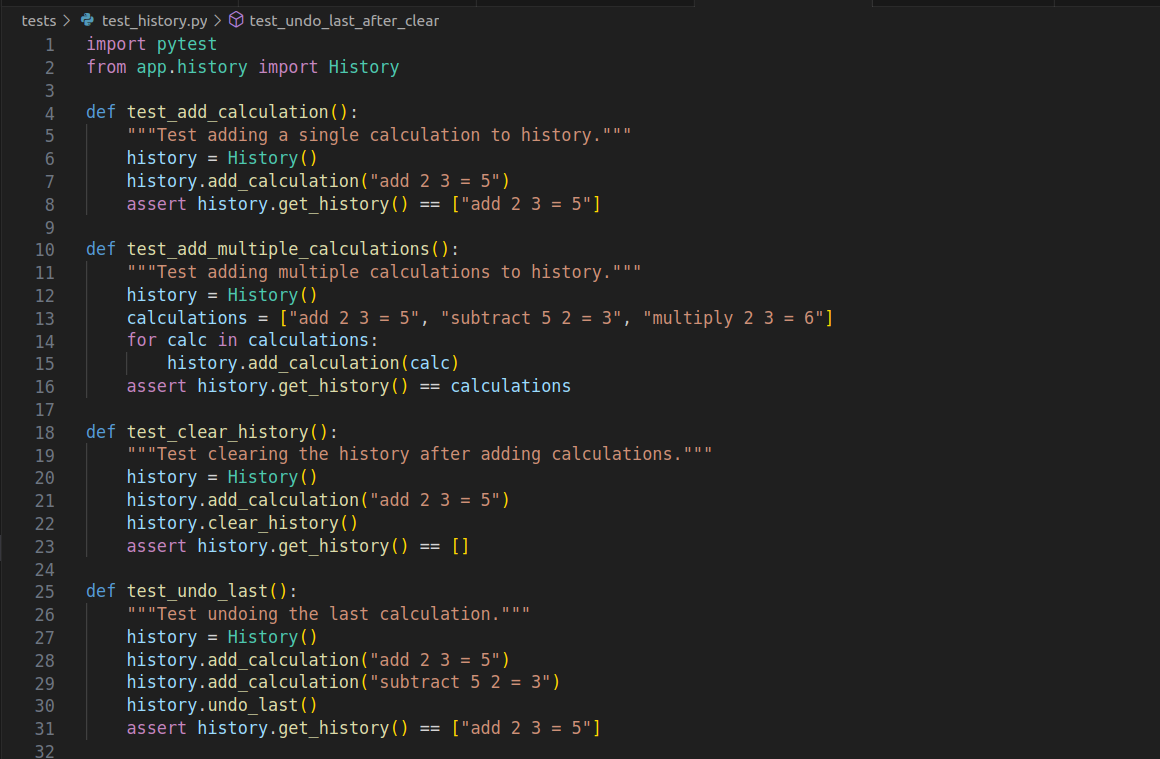 tests > test_history.py > test_undo_last_after_clear
1 import pytest
2 from app.history import History
3
4 def test_add_calculation():
5     """Test adding a single calculation to history."""
6     history = History()
7     history.add_calculation("add 2 3 = 5")
8     assert history.get_history() == ["add 2 3 = 5"]
9
10 def test_add_multiple_calculations():
11     """Test adding multiple calculations to history."""
12     history = History()
13     calculations = ["add 2 3 = 5", "subtract 5 2 = 3", "multiply 2 3 = 6"]
14     for calc in calculations:
15         history.add_calculation(calc)
16     assert history.get_history() == calculations
17
18 def test_clear_history():
19     """Test clearing the history after adding calculations."""
20     history = History()
21     history.add_calculation("add 2 3 = 5")
22     history.clear_history()
23     assert history.get_history() == []
24
25 def test_undo_last():
26     """Test undoing the last calculation."""
27     history = History()
28     history.add_calculation("add 2 3 = 5")
29     history.add_calculation("subtract 5 2 = 3")
30     history.undo_last()
31     assert history.get_history() == ["add 2 3 = 5"]
32